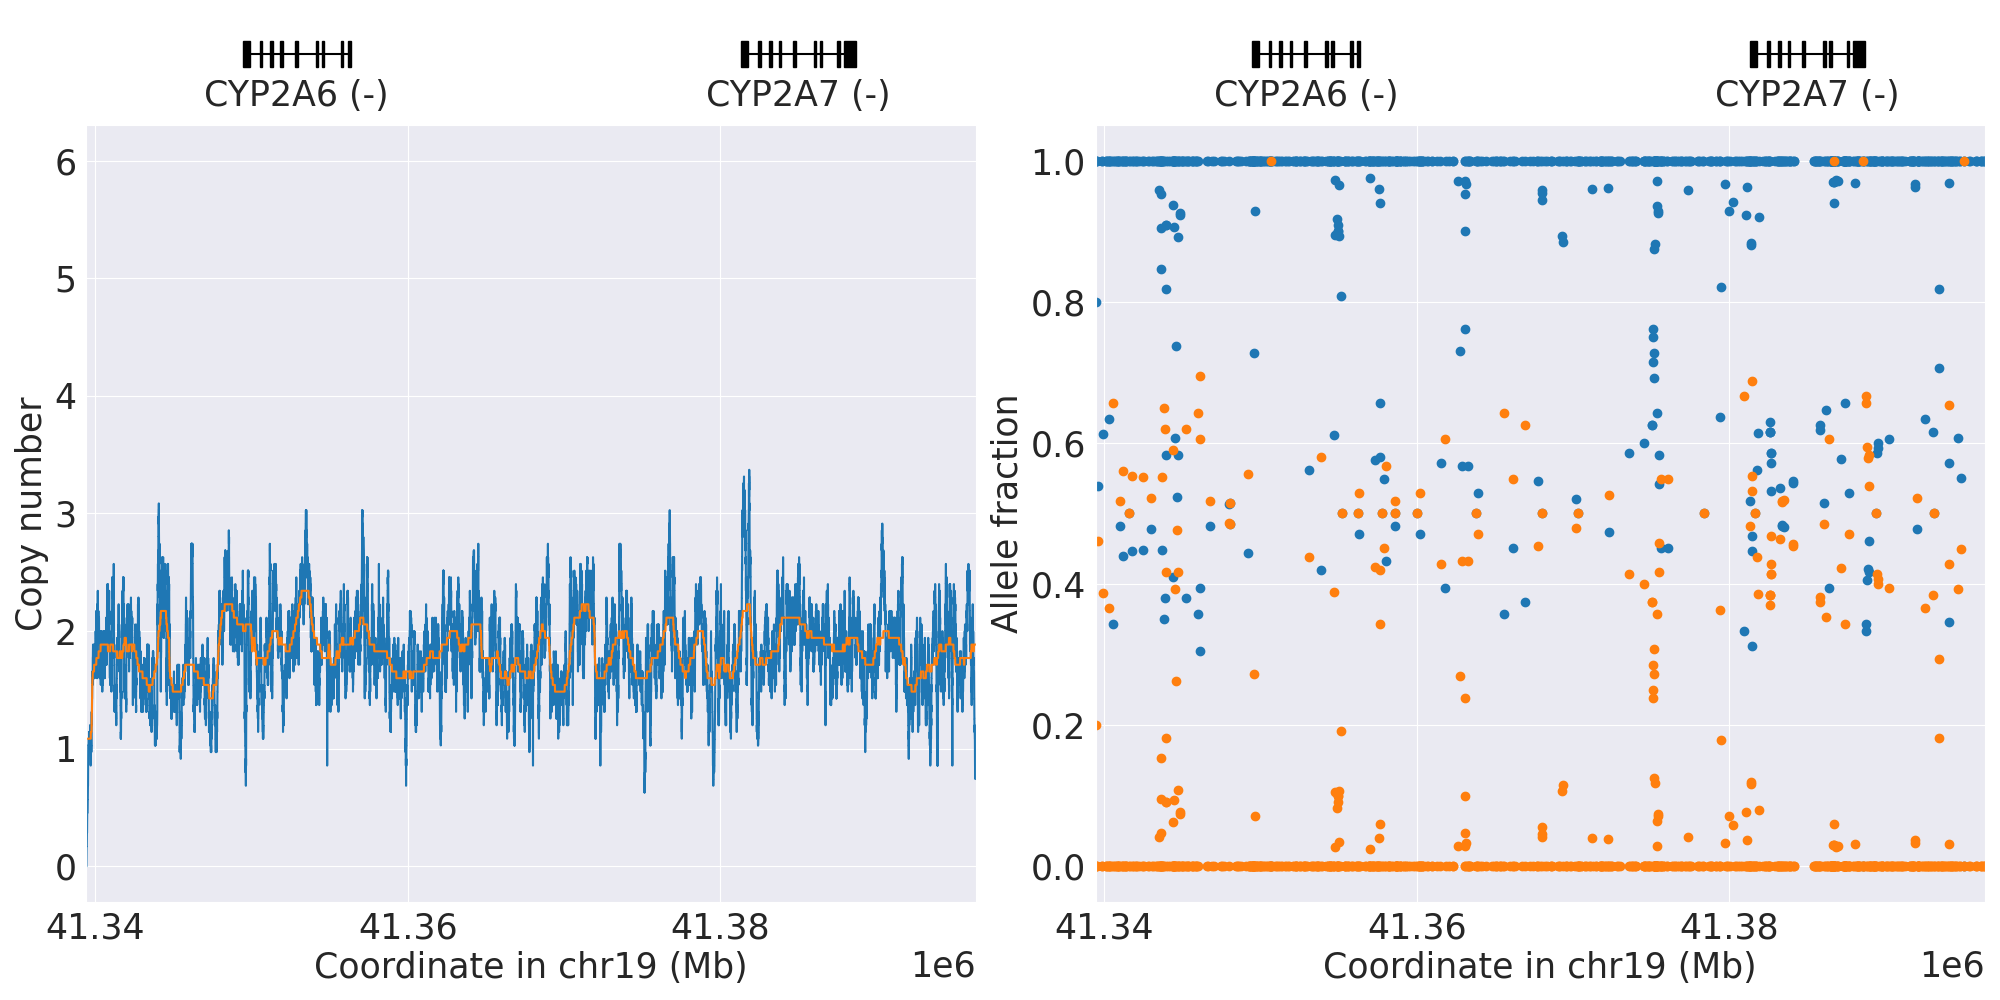 CYP2A6 (-)
CYP2A7 (-)
Copy number
6
5
4
3
2
1
0
41.34
41.36
41.38
Coordinate in chr19 (Mb)
1e6
CYP2A6 (-)
CYP2A7 (-)
Allele fraction
1.0
0.8
0.6
0.4
0.2
0.0
41.34
41.36
41.38
Coordinate in chr19 (Mb)
1e6